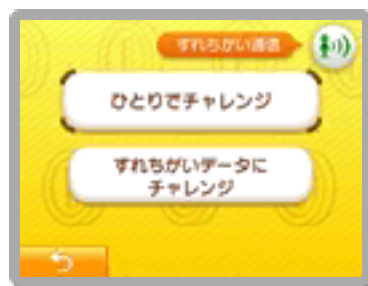 すれちがい通信
ひとりでチャレンジ
すれちがいデータに
チャレンジ